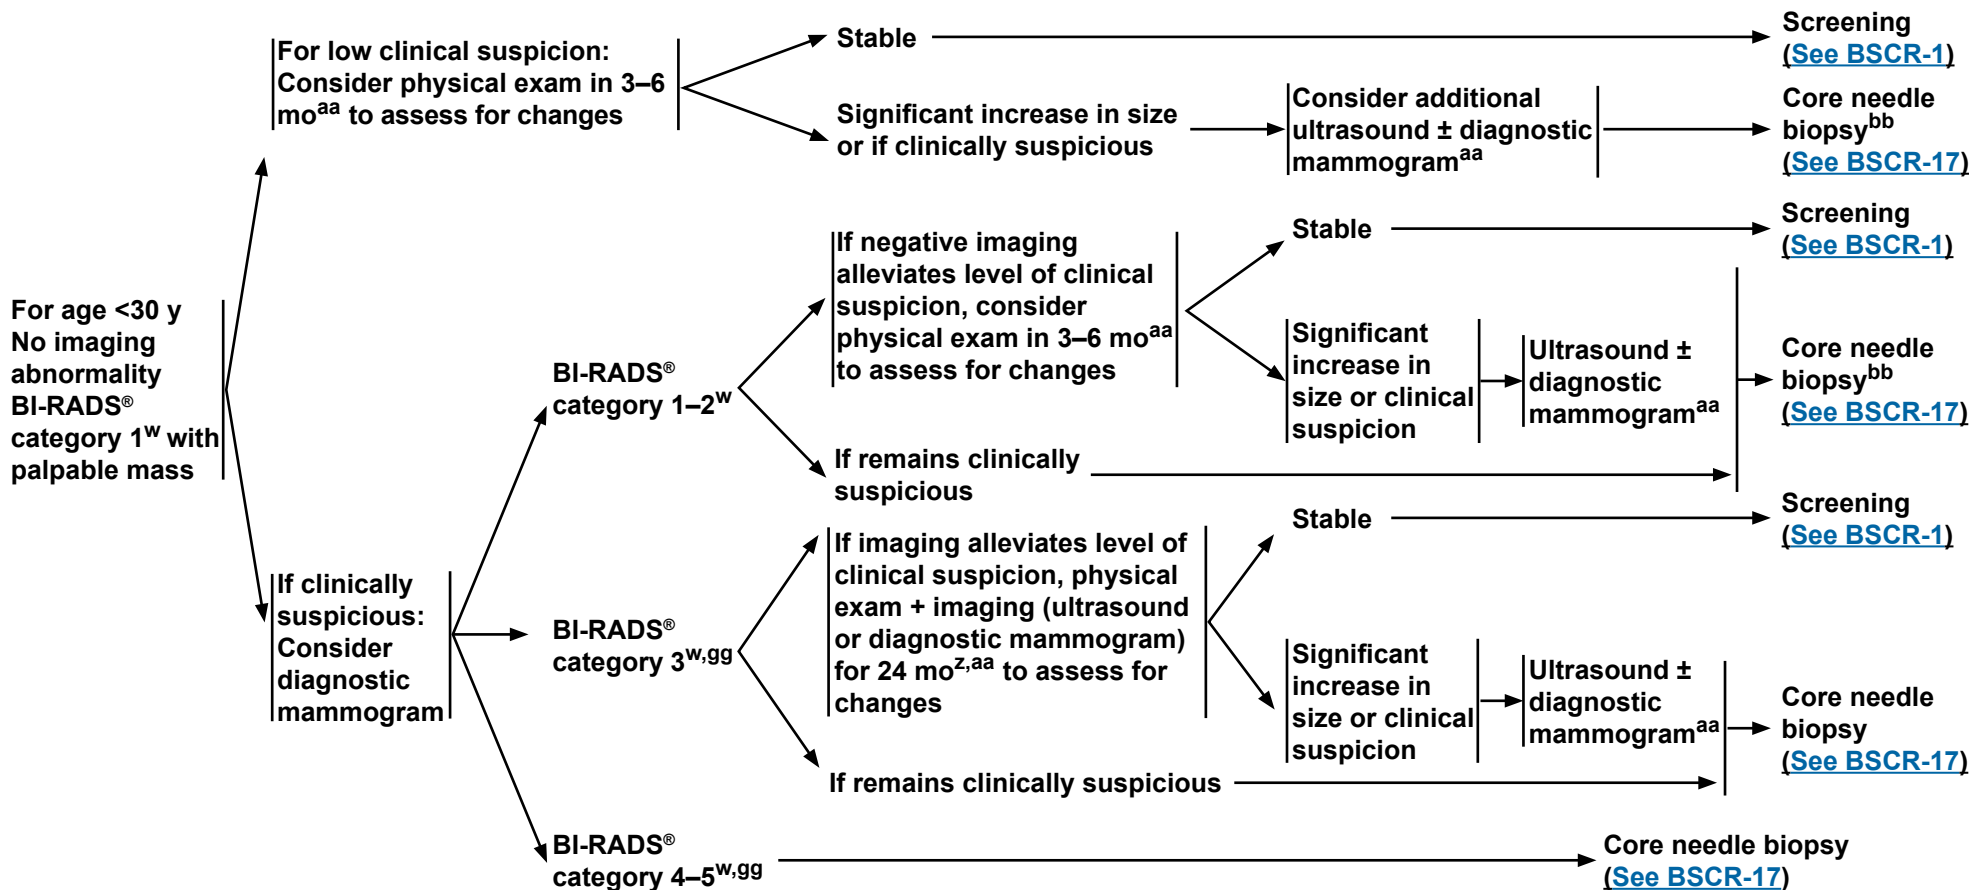 For age <30 y
No imaging
abnormality
BI-RADS®
category 1w with
palpable mass
For low clinical suspicion:
Consider physical exam in 3–6
moaa to assess for changes
Stable
Screening
(See BSCR-1)
Significant increase in size
or if clinically suspicious
Consider additional
ultrasound ± diagnostic
mammogramaa
Core needle
biopsybb
(See BSCR-17)
If clinically
suspicious:
Consider
diagnostic
mammogram
BI-RADS®
category 1–2w
If negative imaging
alleviates level of clinical
suspicion, consider
physical exam in 3–6 moaa
to assess for changes
Stable
Screening
(See BSCR-1)
Significant
increase in
size or clinical
suspicion
Ultrasound ±
diagnostic
mammogramaa
Core needle
biopsybb
(See BSCR-17)
If remains clinically
suspicious
BI-RADS®
category 3w,gg
If imaging alleviates level of
clinical suspicion, physical
exam + imaging (ultrasound
or diagnostic mammogram)
for 24 moz,aa to assess for
changes
Stable
Screening
(See BSCR-1)
Significant
increase in
size or clinical
suspicion
Ultrasound ±
diagnostic
mammogramaa
Core needle
biopsy
(See BSCR-17)
If remains clinically suspicious
BI-RADS®
category 4–5w,gg
Core needle biopsy
(See BSCR-17)